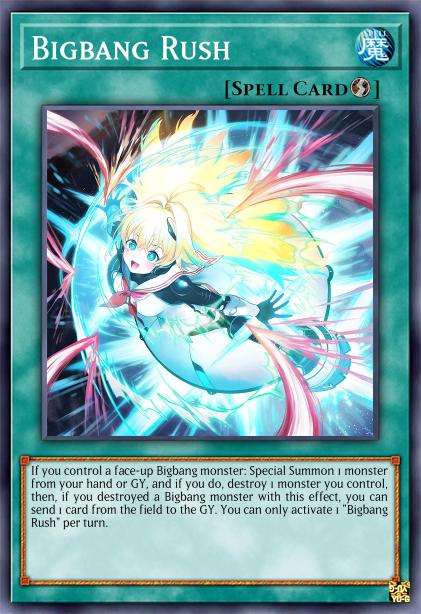 BIGBANG RUSH
SPELL
魔
[SPELL CARD]
If you control a face-up Bigbang monster: Special Summon 1 monster
from your hand or GY, and if you do, destroy 1 monster you control,
then, if you destroyed a Bigbang monster with this effect, you can
send 1 card from the field to the GY. You can only activate 1 "Bigbang
Rush" per turn.